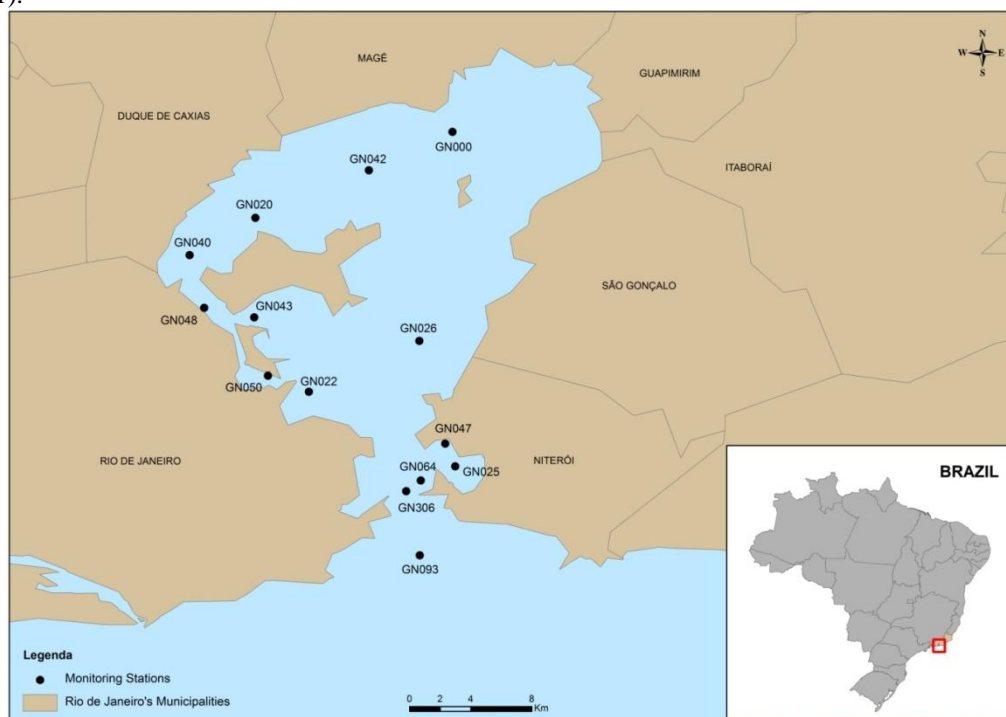 MAGÉ
N
W E
S
GUAPIMIRIM
DUQUE DE CAXIAS
GN000
GN042
ITABORAÍ
GN020
GN040
SÃO GONÇALO
GN043
GN048
GN026
GN050
GN022
GN047
RIO DE JANEIRO
GN064
GN025
NITERÓI
BRAZIL
GN306
GN093
Legenda
Monitoring Stations
Rio de Janeiro's Municipalities
0 2 4 8
Km